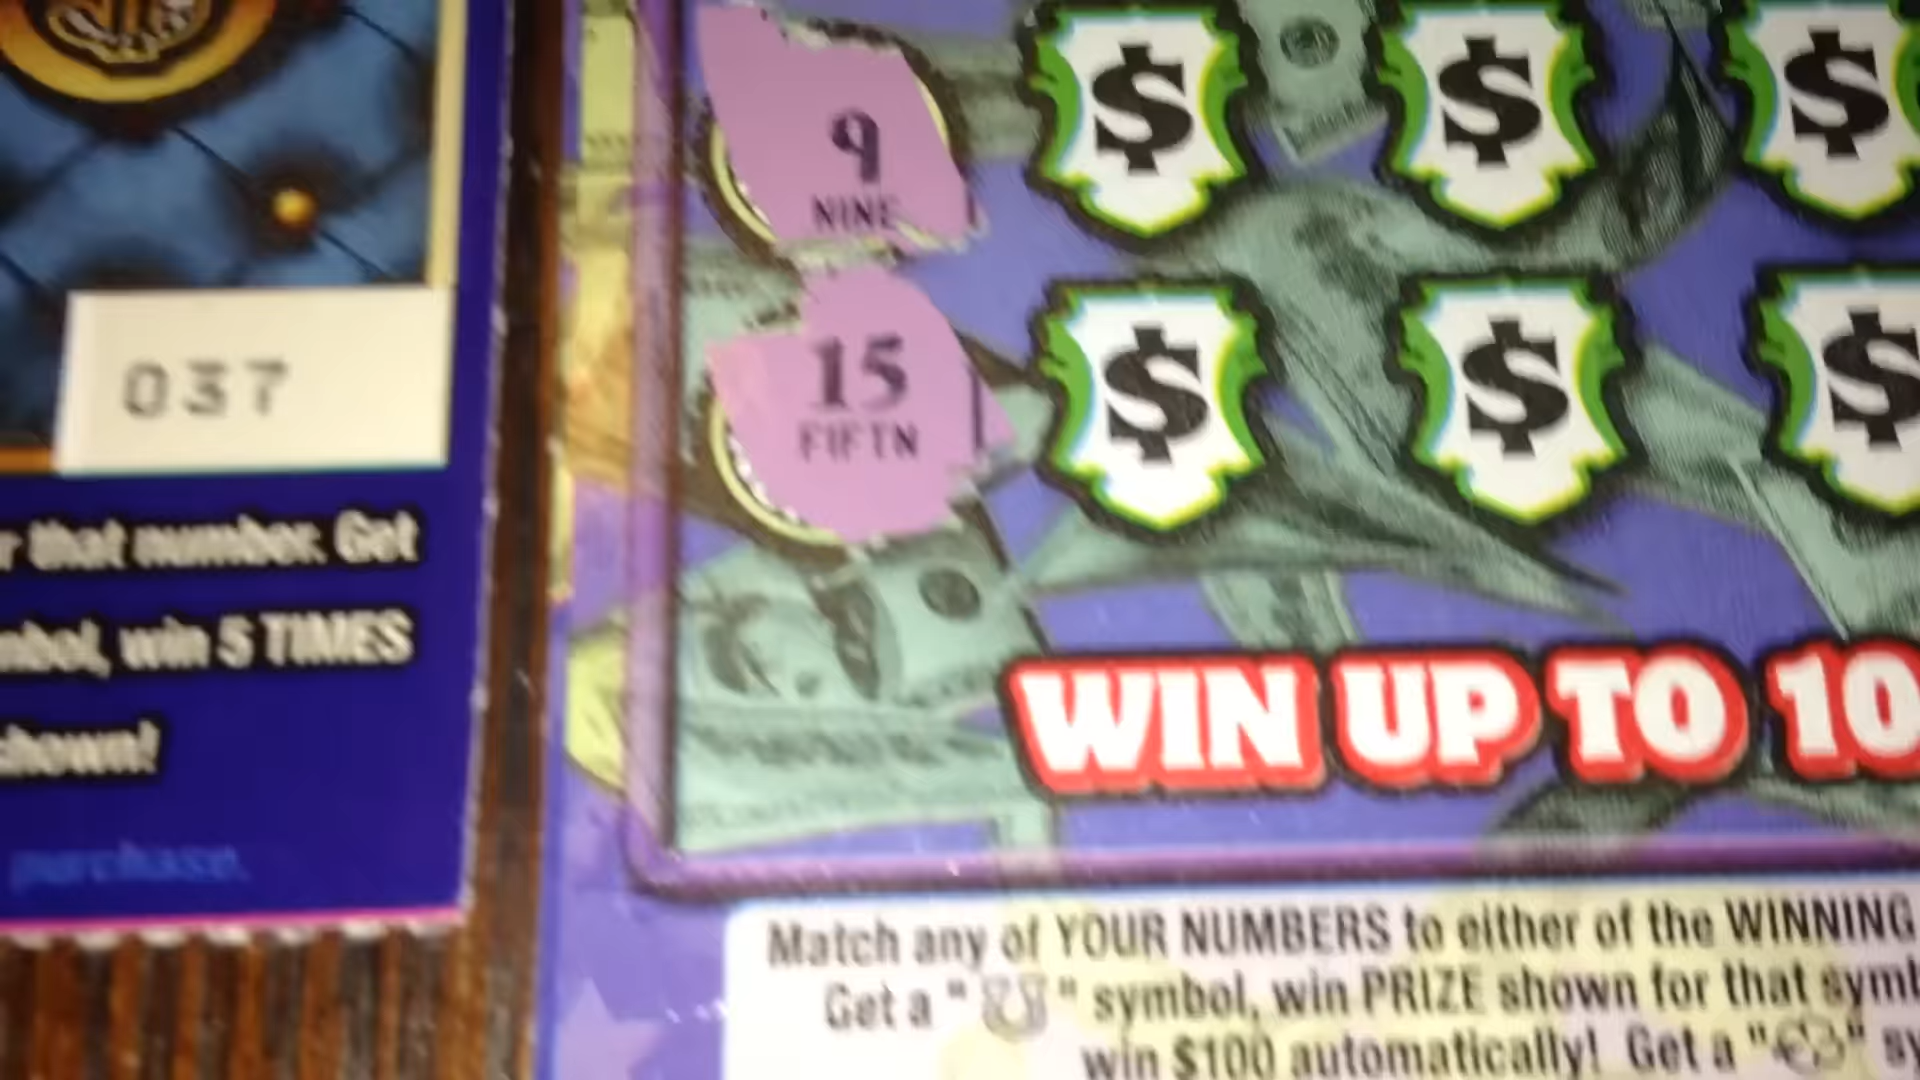 9
NINE
$ $ $
15
FIFTN
$ $ $
037
r that number. Get
mbol, win 5 TIMES
shown!
purchase.
WIN UP TO 10
Match any of YOUR NUMBERS to either of the WINNING
Get a " " symbol, win PRIZE shown for that symb
win $100 automatically! Get a " " sy